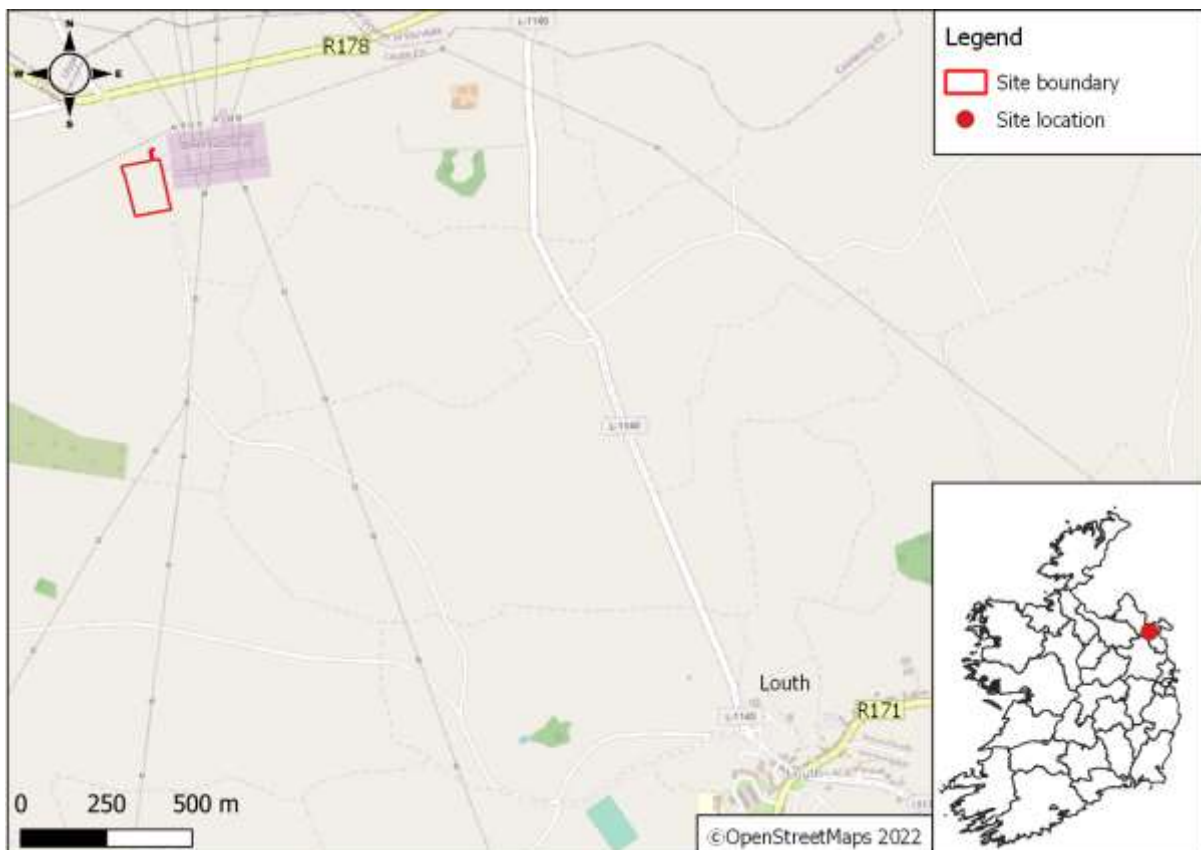 N
W E
S
R178
L-1140
Legend
Site boundary
Site location
L-1140
Louth
R171
L-1140
0 250 500 m
©OpenStreetMaps 2022